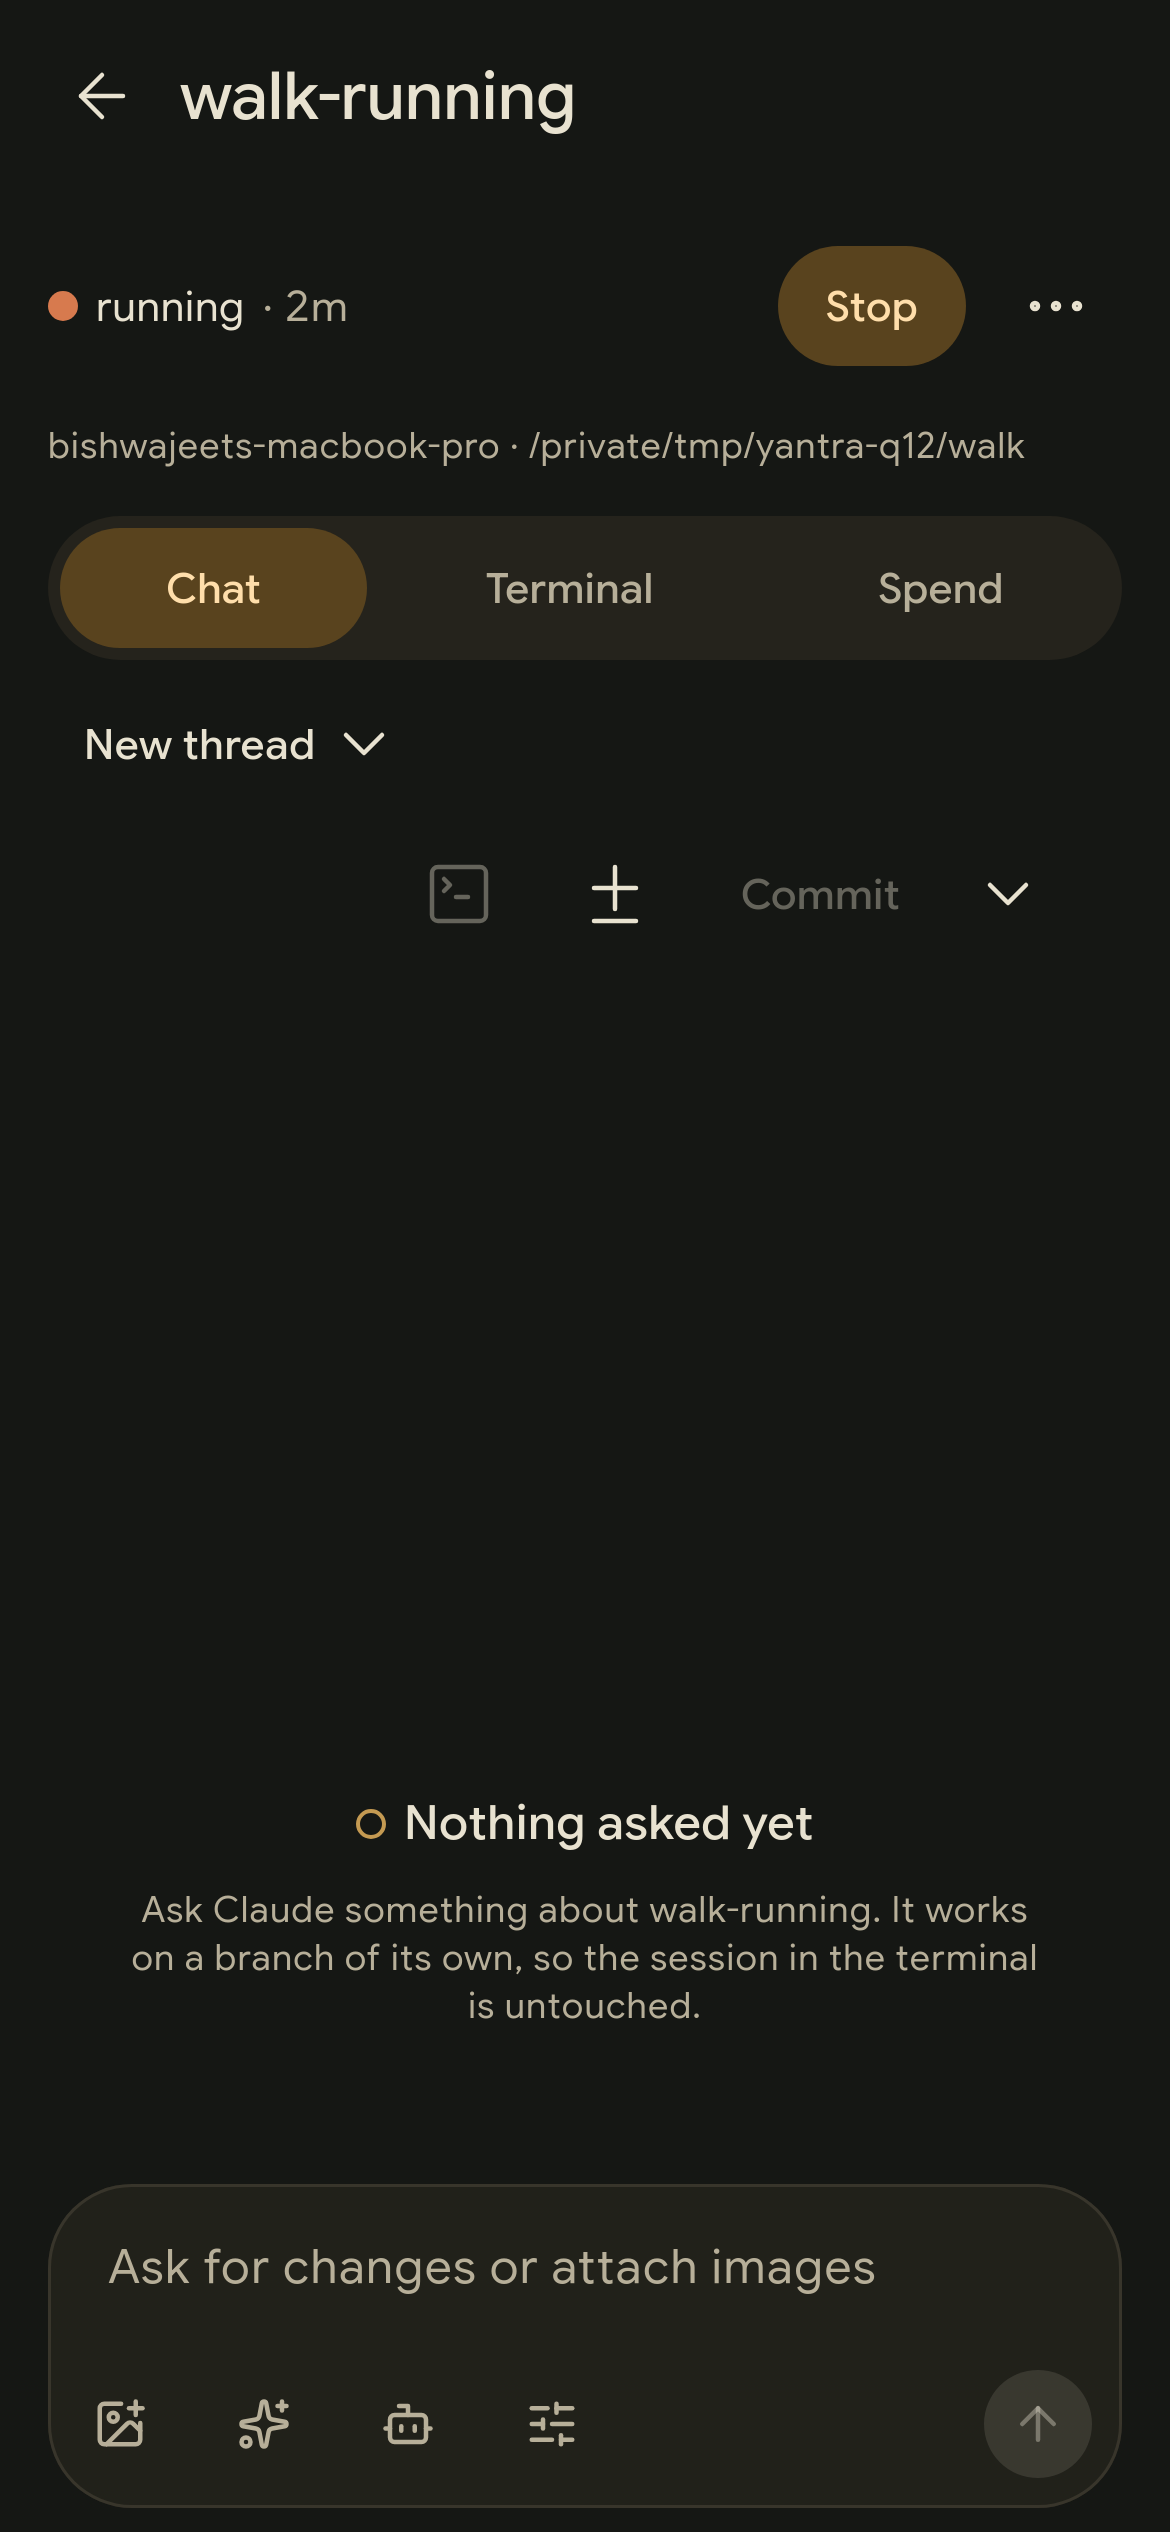 walk-running
running · 2m
Stop
bishwajeets-macbook-pro · /private/tmp/yantra-q12/walk
Chat
Terminal
Spend
New thread
Commit
Nothing asked yet
Ask Claude something about walk-running. It works
on a branch of its own, so the session in the terminal
is untouched.
Ask for changes or attach images